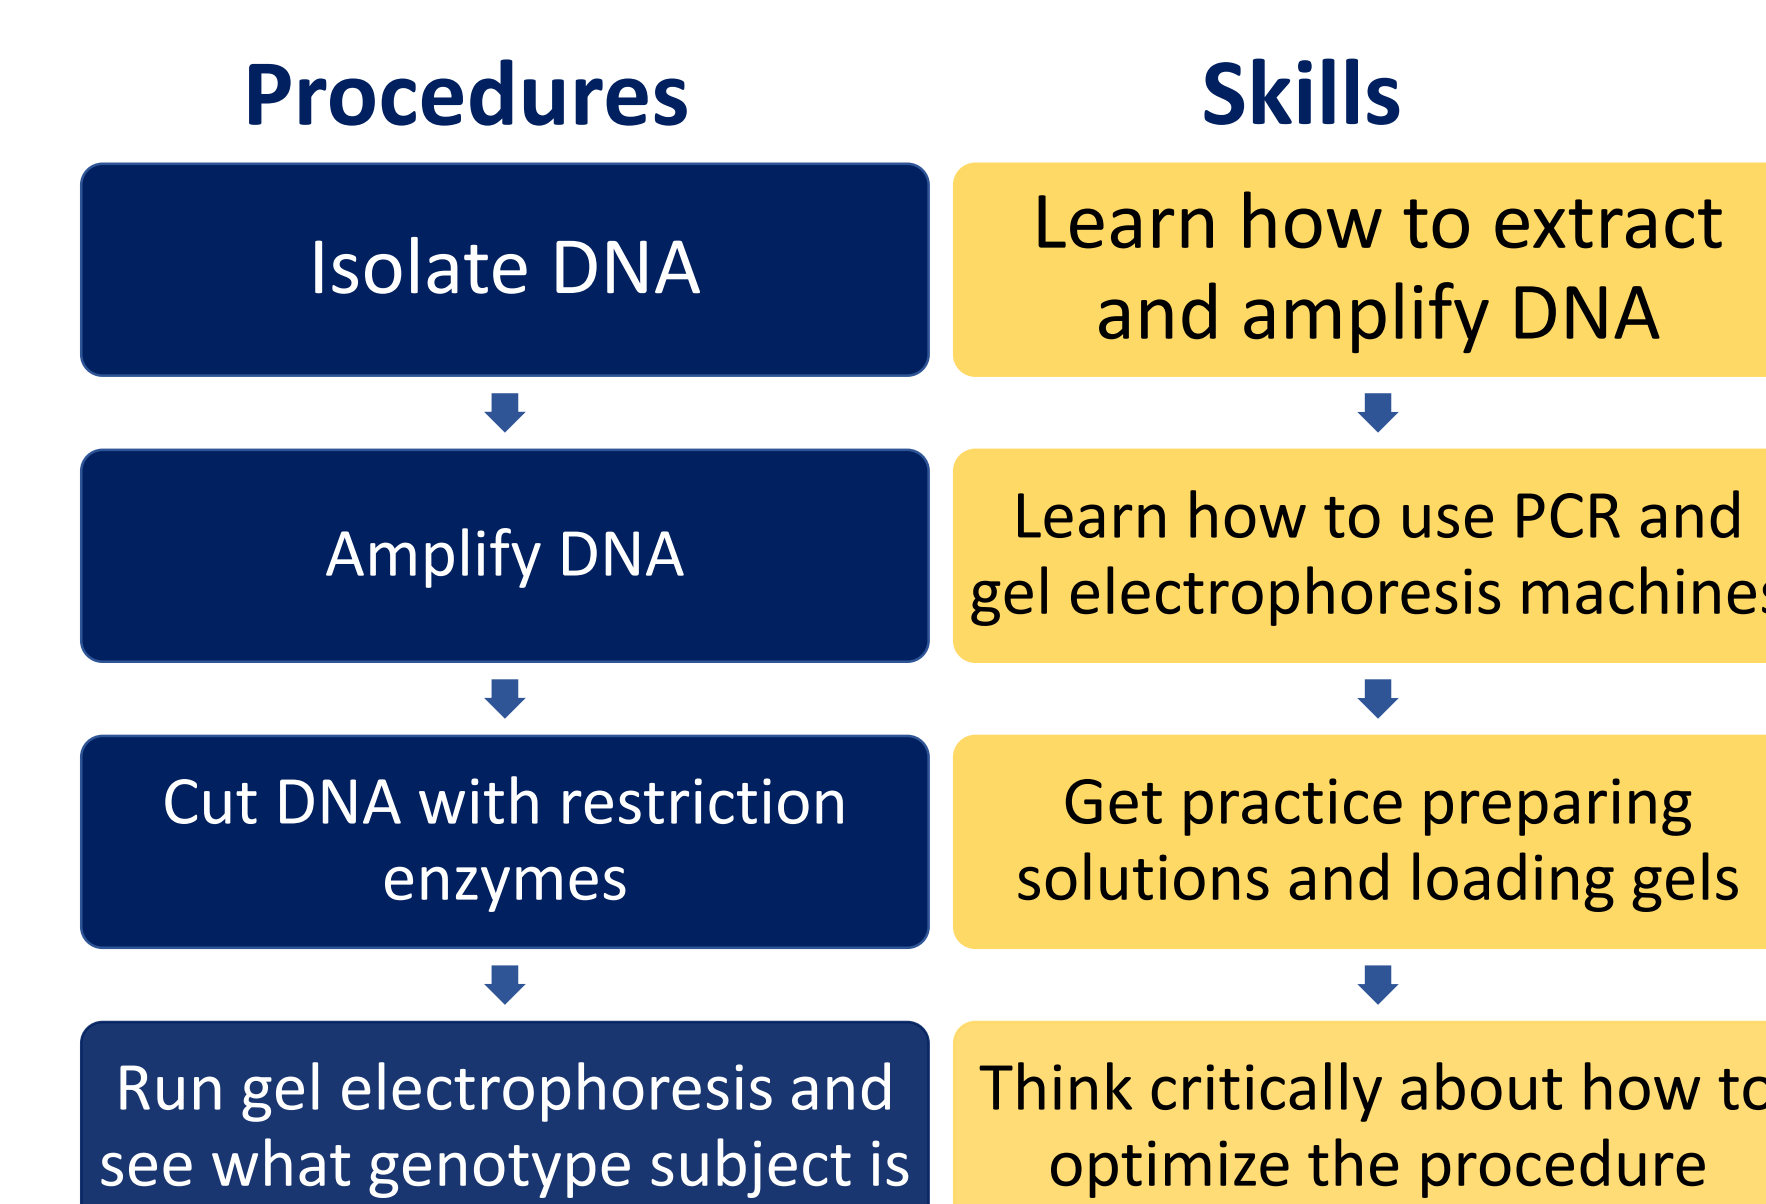 Procedures
Isolate DNA
Amplify DNA
Cut DNA with restriction
enzymes
Run gel electrophoresis and
see what genotype subject is
Skills
Learn how to extract
and amplify DNA
Learn how to use PCR and
gel electrophoresis machines
Get practice preparing
solutions and loading gels
Think critically about how to
optimize the procedure